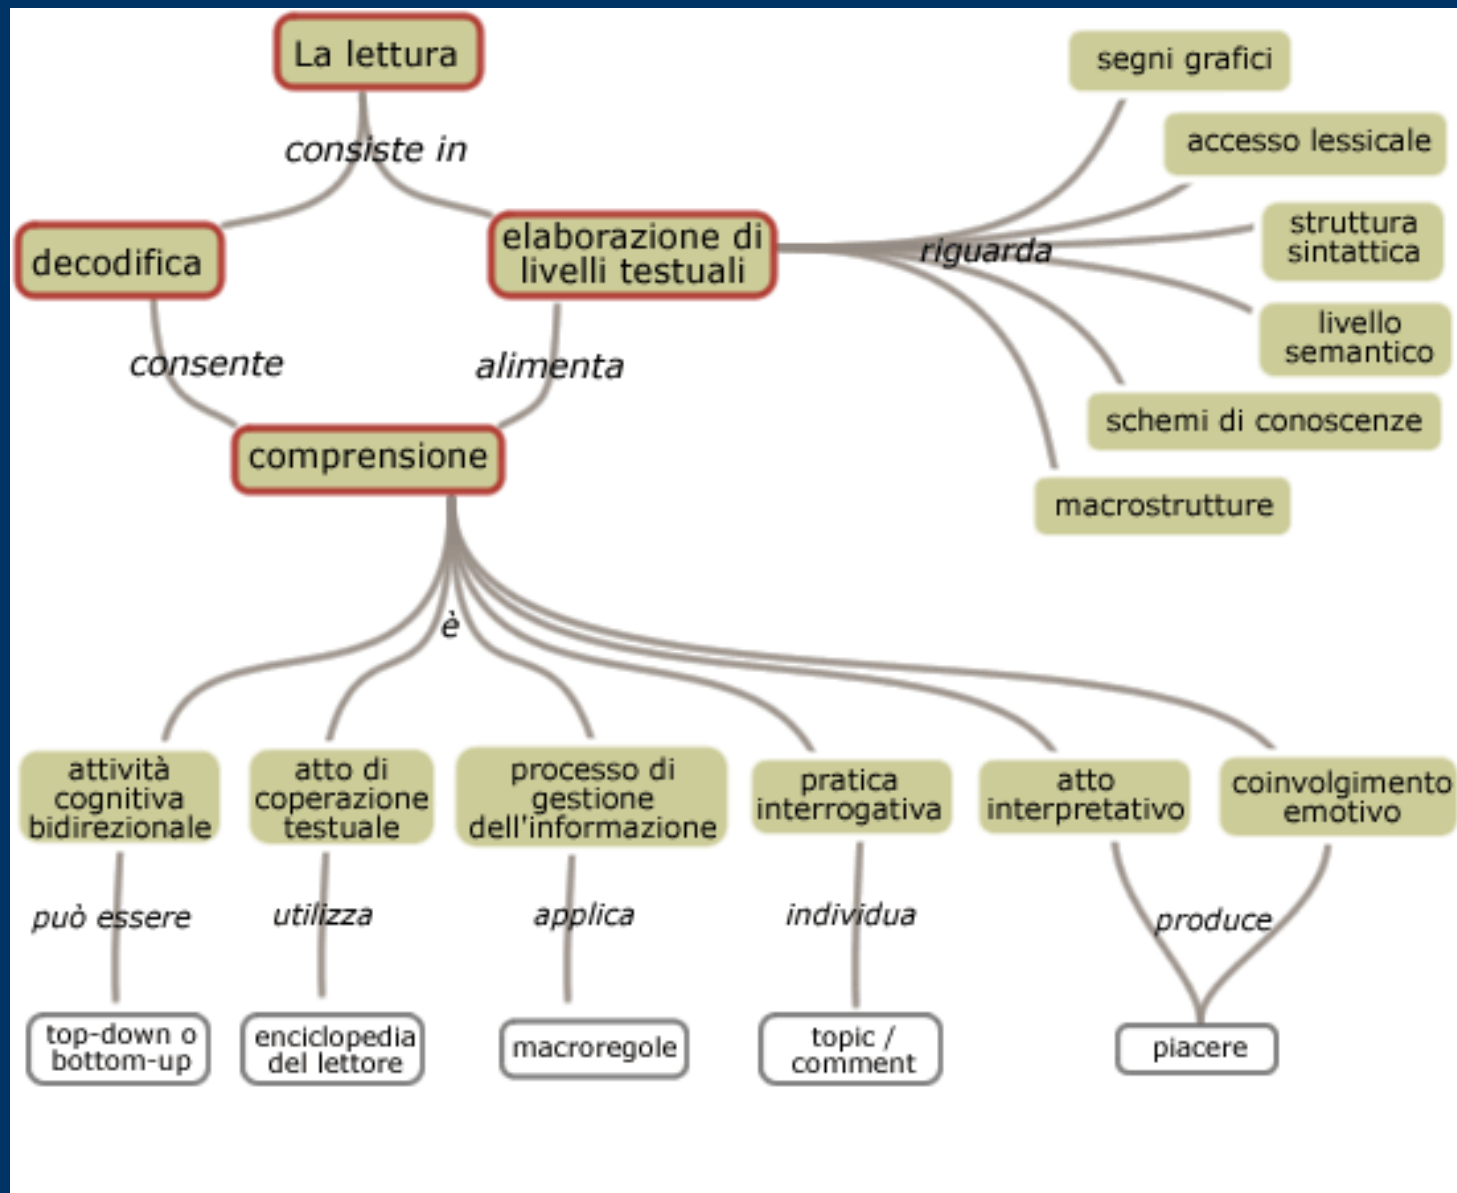 La lettura
consiste in
decodifica
elaborazione di
livelli testuali
riguarda
segni grafici
accesso lessicale
struttura
sintattica
livello
semantico
schemi di conoscenze
macrostrutture
consente
alimenta
comprensione
è
attività
cognitiva
bidirezionale
atto di
coperazione
testuale
processo di
gestione
dell'informazione
pratica
interrogativa
atto
interpretativo
coinvolgimento
emotivo
può essere
utilizza
applica
individua
produce
top-down o
bottom-up
enciclopedia
del lettore
macroregole
topic /
comment
piacere